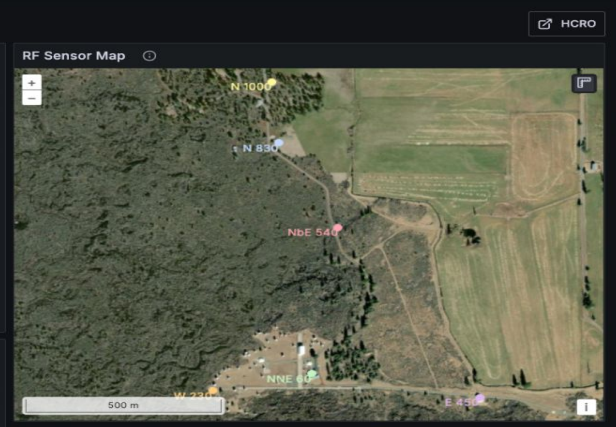 HCRO
RF Sensor Map
+
N 1000
−
N 830
NbE 540
NNE 60
W 230
E 450
500 m
i